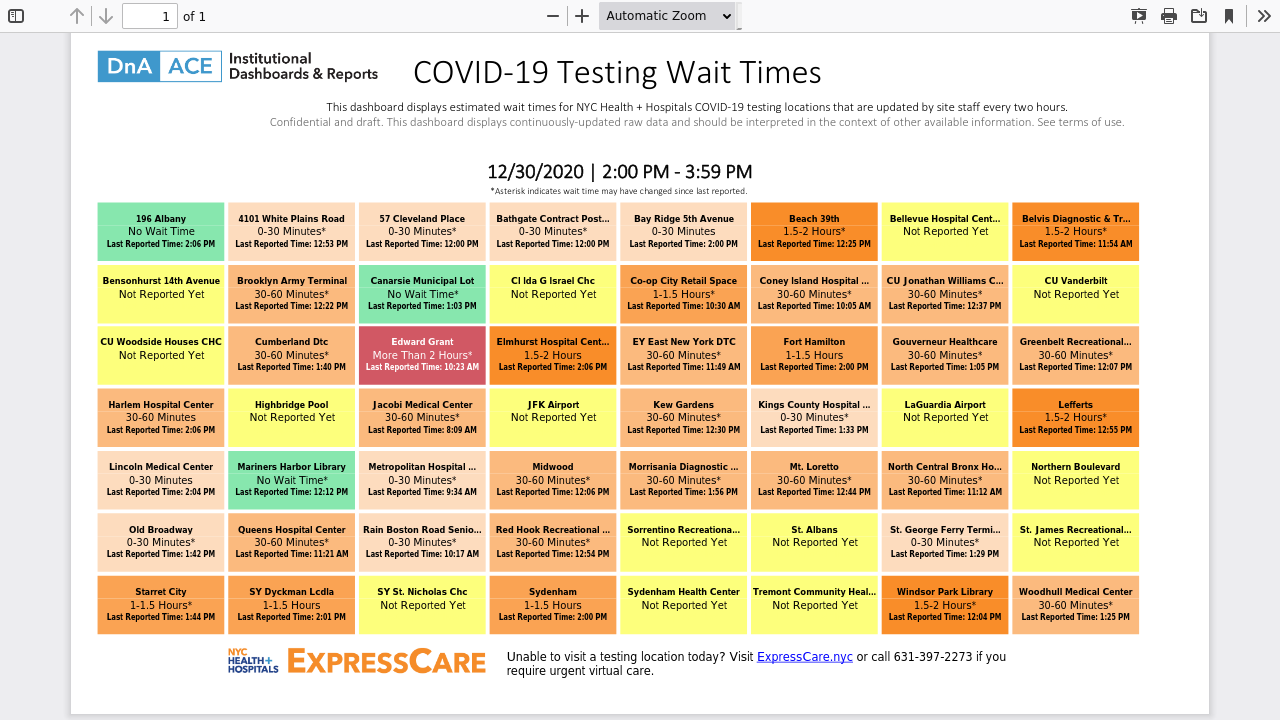 1 of 1 Automatic Zoom
DnA ACE Institutional
Dashboards & Reports
COVID-19 Testing Wait Times
This dashboard displays estimated wait times for NYC Health + Hospitals COVID-19 testing locations that are updated by site staff every two hours.
Confidential and draft. This dashboard displays continuously-updated raw data and should be interpreted in the context of other available information. See terms of use.
12/30/2020 | 2:00 PM - 3:59 PM
*Asterisk indicates wait time may have changed since last reported.
196 Albany
No Wait Time
Last Reported Time: 2:06 PM
4101 White Plains Road
0-30 Minutes*
Last Reported Time: 12:53 PM
57 Cleveland Place
0-30 Minutes*
Last Reported Time: 12:00 PM
Bathgate Contract Post...
0-30 Minutes*
Last Reported Time: 12:00 PM
Bay Ridge 5th Avenue
0-30 Minutes
Last Reported Time: 2:00 PM
Beach 39th
1.5-2 Hours*
Last Reported Time: 12:25 PM
Bellevue Hospital Cent...
Not Reported Yet
Belvis Diagnostic & Tr...
1.5-2 Hours*
Last Reported Time: 11:54 AM
Bensonhurst 14th Avenue
Not Reported Yet
Brooklyn Army Terminal
30-60 Minutes*
Last Reported Time: 12:22 PM
Canarsie Municipal Lot
No Wait Time*
Last Reported Time: 1:03 PM
CI Ida G Israel Chc
Not Reported Yet
Co-op City Retail Space
1-1.5 Hours*
Last Reported Time: 10:30 AM
Coney Island Hospital ...
30-60 Minutes*
Last Reported Time: 10:05 AM
CU Jonathan Williams C...
30-60 Minutes*
Last Reported Time: 12:37 PM
CU Vanderbilt
Not Reported Yet
CU Woodside Houses CHC
Not Reported Yet
Cumberland Dtc
30-60 Minutes*
Last Reported Time: 1:40 PM
Edward Grant
More Than 2 Hours*
Last Reported Time: 10:23 AM
Elmhurst Hospital Cent...
1.5-2 Hours
Last Reported Time: 2:06 PM
EY East New York DTC
30-60 Minutes*
Last Reported Time: 11:49 AM
Fort Hamilton
1-1.5 Hours
Last Reported Time: 2:00 PM
Gouverneur Healthcare
30-60 Minutes*
Last Reported Time: 1:05 PM
Greenbelt Recreational...
30-60 Minutes*
Last Reported Time: 12:07 PM
Harlem Hospital Center
30-60 Minutes
Last Reported Time: 2:06 PM
Highbridge Pool
Not Reported Yet
Jacobi Medical Center
30-60 Minutes*
Last Reported Time: 8:09 AM
JFK Airport
Not Reported Yet
Kew Gardens
30-60 Minutes*
Last Reported Time: 12:30 PM
Kings County Hospital ...
0-30 Minutes*
Last Reported Time: 1:33 PM
LaGuardia Airport
Not Reported Yet
Lefferts
1.5-2 Hours*
Last Reported Time: 12:55 PM
Lincoln Medical Center
0-30 Minutes
Last Reported Time: 2:04 PM
Mariners Harbor Library
No Wait Time*
Last Reported Time: 12:12 PM
Metropolitan Hospital ...
0-30 Minutes*
Last Reported Time: 9:34 AM
Midwood
30-60 Minutes*
Last Reported Time: 12:06 PM
Morrisania Diagnostic ...
30-60 Minutes*
Last Reported Time: 1:56 PM
Mt. Loretto
30-60 Minutes*
Last Reported Time: 12:44 PM
North Central Bronx Ho...
30-60 Minutes*
Last Reported Time: 11:12 AM
Northern Boulevard
Not Reported Yet
Old Broadway
0-30 Minutes*
Last Reported Time: 1:42 PM
Queens Hospital Center
30-60 Minutes*
Last Reported Time: 11:21 AM
Rain Boston Road Senio...
0-30 Minutes*
Last Reported Time: 10:17 AM
Red Hook Recreational ...
30-60 Minutes*
Last Reported Time: 12:54 PM
Sorrentino Recreationa...
Not Reported Yet
St. Albans
Not Reported Yet
St. George Ferry Termi...
0-30 Minutes*
Last Reported Time: 1:29 PM
St. James Recreational...
Not Reported Yet
Starret City
1-1.5 Hours*
Last Reported Time: 1:44 PM
SY Dyckman Lcdla
1-1.5 Hours
Last Reported Time: 2:01 PM
SY St. Nicholas Chc
Not Reported Yet
Sydenham
1-1.5 Hours
Last Reported Time: 2:00 PM
Sydenham Health Center
Not Reported Yet
Tremont Community Heal...
Not Reported Yet
Windsor Park Library
1.5-2 Hours*
Last Reported Time: 12:04 PM
Woodhull Medical Center
30-60 Minutes*
Last Reported Time: 1:25 PM
NYC
HEALTH+
HOSPITALS
EXPRESSCARE
Unable to visit a testing location today? Visit ExpressCare.nyc or call 631-397-2273 if you
require urgent virtual care.